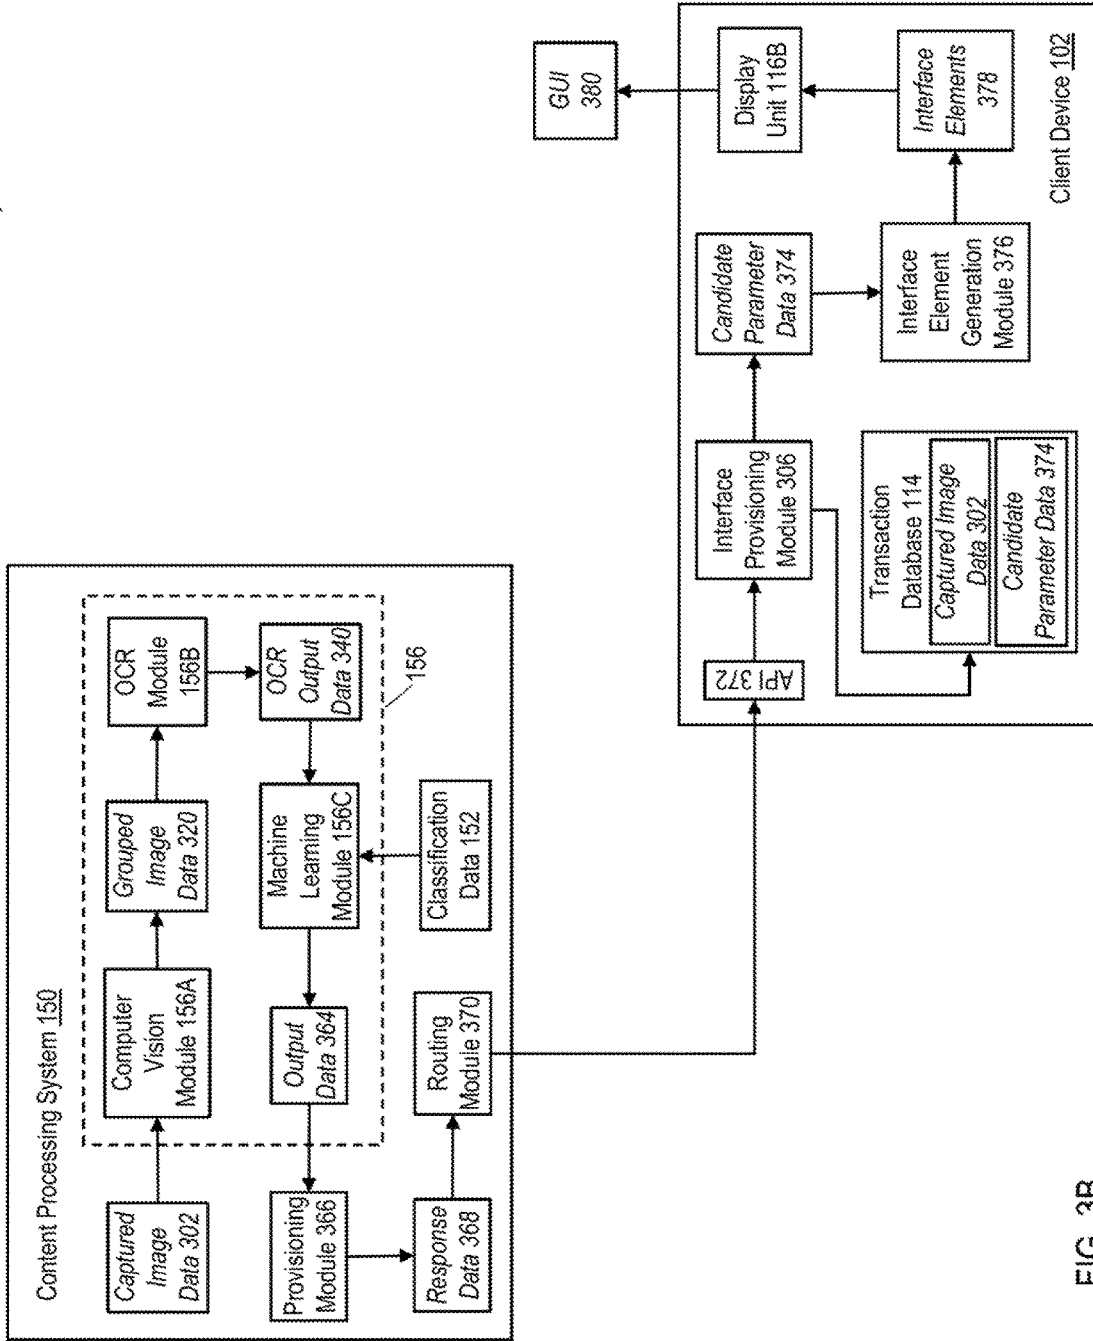 Content Processing System 150
Captured
Image
Data 302
Computer
Vision
Module 156A
Grouped
Image
Data 320
OCR
Module
156B
OCR
Output
Data 340
156
Machine
Learning
Module 156C
Classification
Data 152
Output
Data 364
Provisioning
Module 366
Response
Data 368
Routing
Module 370
API 372
Interface
Provisioning
Module 306
Candidate
Parameter
Data 374
Transaction
Database 114
Captured Image
Data 302
Candidate
Parameter Data 374
Interface
Element
Generation
Module 376
Interface
Elements
378
Display
Unit 116B
GUI
380
Client Device 102
FIG. 3B